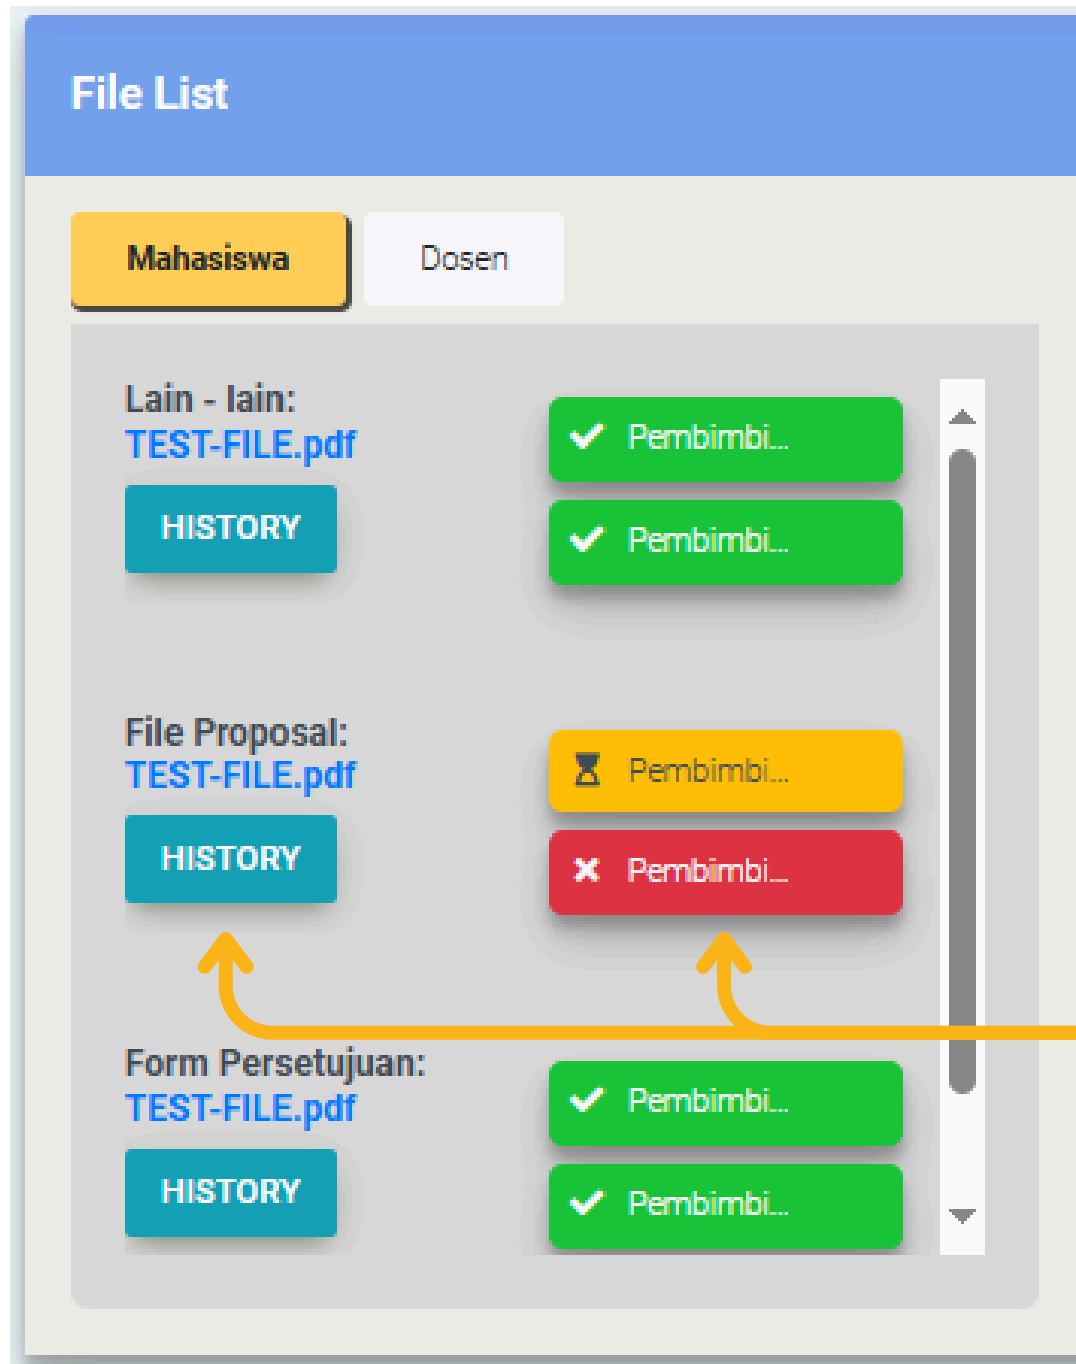 File List
Mahasiswa
Dosen
Lain - lain:
TEST-FILE.pdf
HISTORY
Pembimbi...
Pembimbi...
File Proposal:
TEST-FILE.pdf
HISTORY
Pembimbi...
Pembimbi...
Form Persetujuan:
TEST-FILE.pdf
HISTORY
Pembimbi...
Pembimbi...